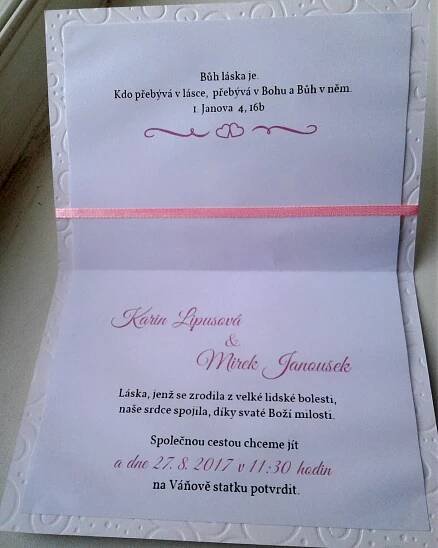 Bůh láska je.
Kdo přebývá v lásce, přebývá v Bohu a Bůh v něm.
1. Janova 4, 16b
Karin Lipusová
&
Mirek Janoušek
Láska, jenž se zrodila z velké lidské bolesti,
naše srdce spojila, díky svaté Boží milosti.
Společnou cestou chceme jít
a dne 27. 8. 2017 v 11:30 hodin
na Váňově statku potvrdit.